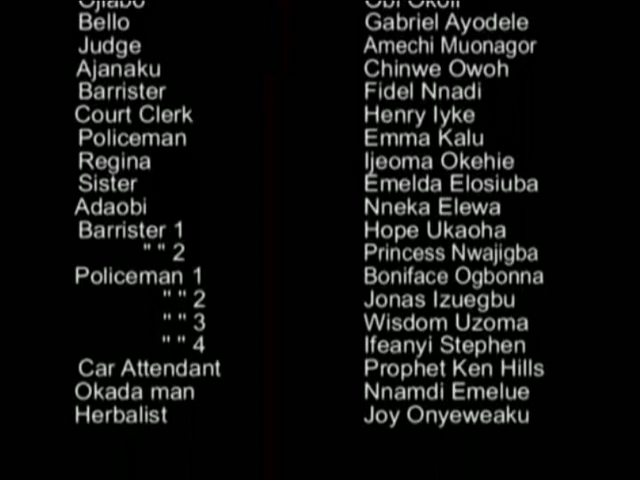 Ojiabo Obi Okoli
Bello Gabriel Ayodele
Judge Amechi Muonagor
Ajanaku Chinwe Owoh
Barrister Fidel Nnadi
Court Clerk Henry Iyke
Policeman Emma Kalu
Regina Ijeoma Okehie
Sister Emelda Elosiuba
Adaobi Nneka Elewa
Barrister 1 Hope Ukaoha
" " 2 Princess Nwajigba
Policeman 1 Boniface Ogbonna
" " 2 Jonas Izuegbu
" " 3 Wisdom Uzoma
" " 4 Ifeanyi Stephen
Car Attendant Prophet Ken Hills
Okada man Nnamdi Emelue
Herbalist Joy Onyeweaku